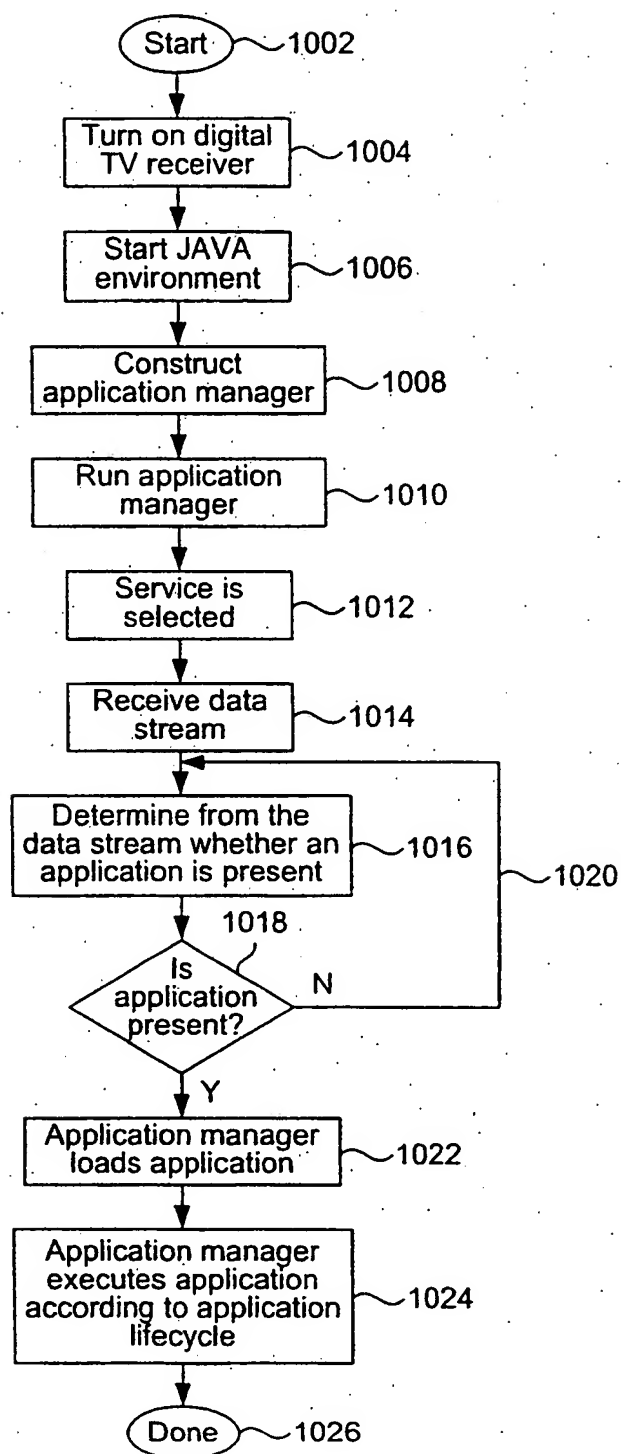 Start
1002
Turn on digital
TV receiver
1004
Start JAVA
environment
1006
Construct
application manager
1008
Run application
manager
1010
Service is
selected
1012
Receive data
stream
1014
Determine from the
data stream whether an
application is present
1016
1020
1018
Is
application
present?
N
Y
Application manager
loads application
1022
Application manager
executes application
according to application
lifecycle
1024
Done
1026